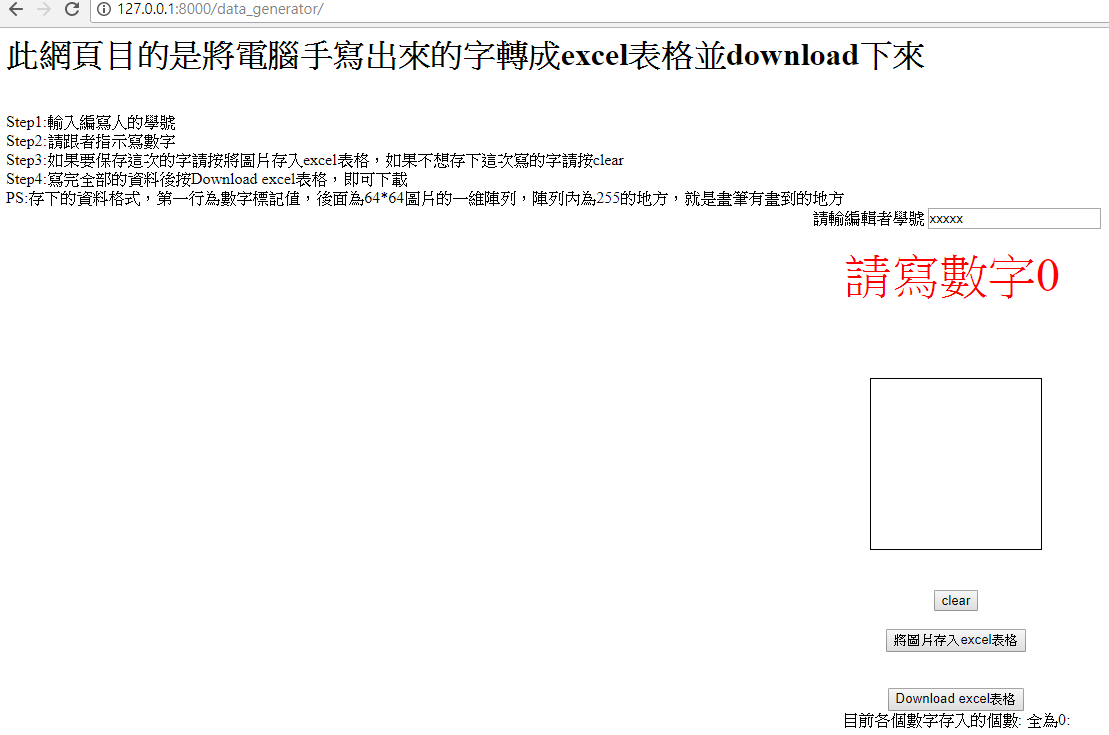 127.0.0.1:8000/data_generator/
此網頁目的是將電腦手寫出來的字轉成excel表格並download下來
Step1:輸入編寫人的學號
Step2:請跟者指示寫數字
Step3:如果要保存這次的字請按將圖片存入excel表格，如果不想存下這次寫的字請按clear
Step4:寫完全部的資料後按Download excel表格，即可下載
PS:存下的資料格式，第一行為數字標記值，後面為64*64圖片的一維陣列，陣列內為255的地方，就是畫筆有畫到的地方
請輸編輯者學號 xxxxx
請寫數字0
clear
將圖片存入excel表格
Download excel表格
目前各個數字存入的個數: 全為0: